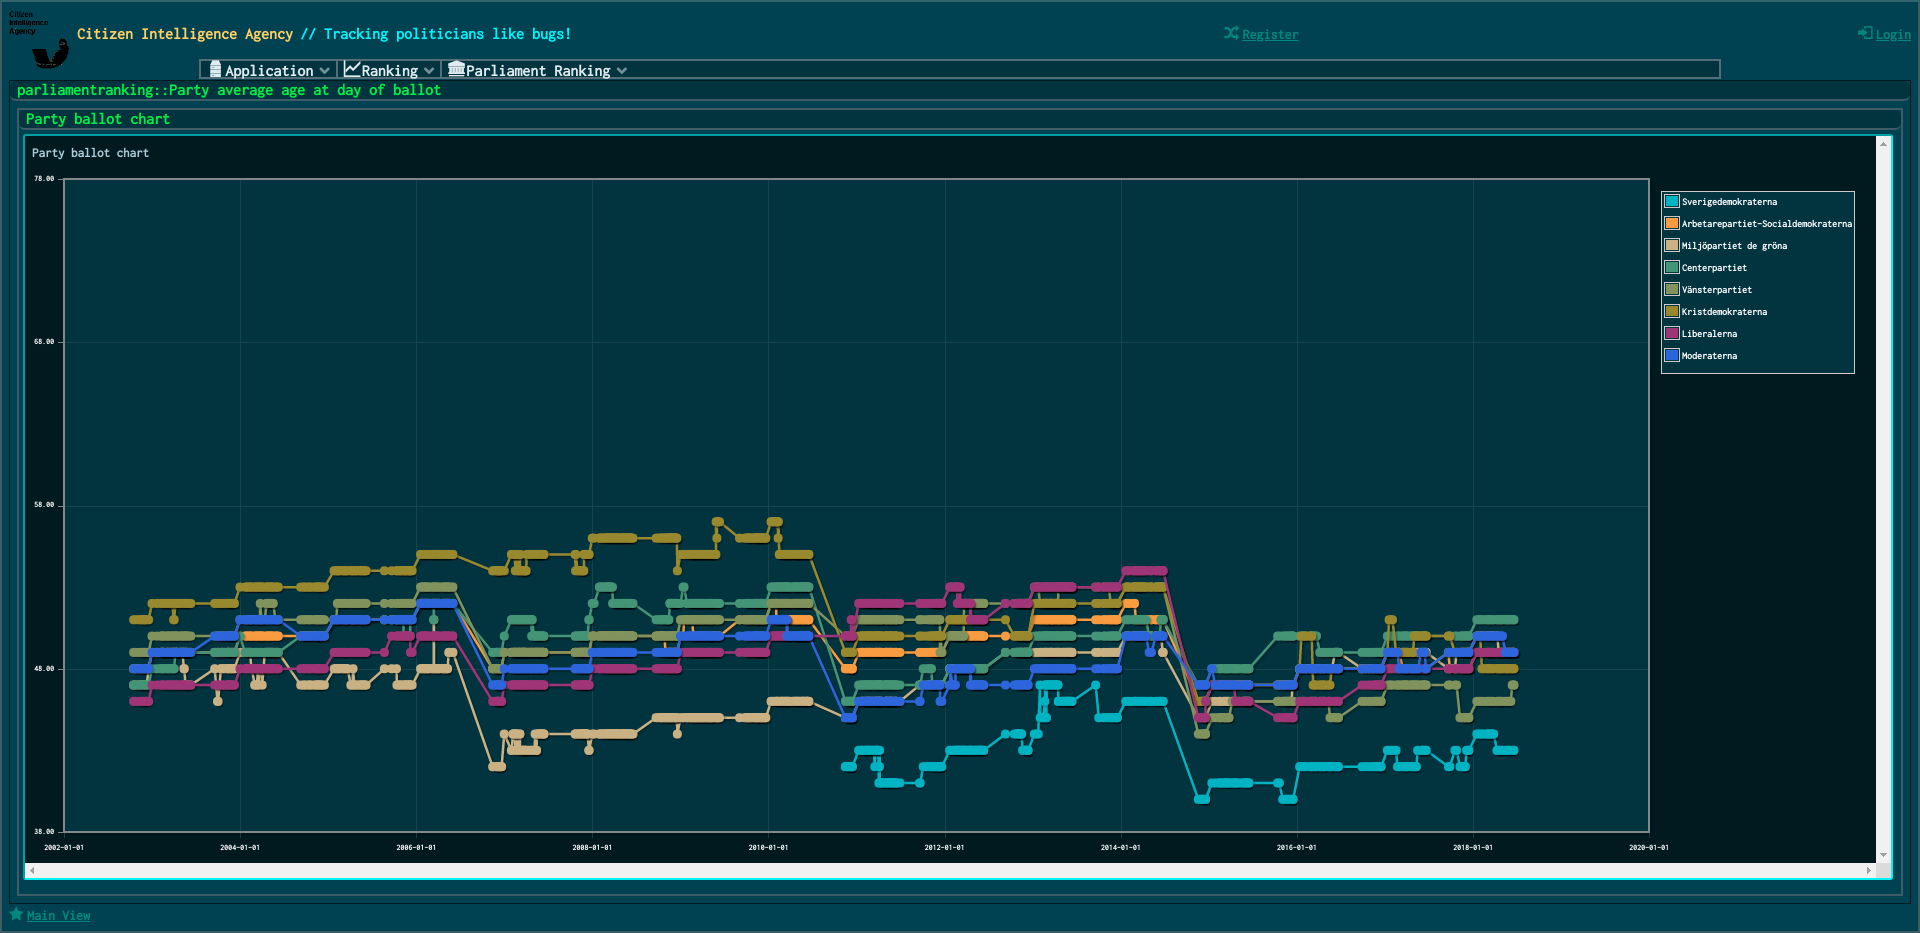 Citizen
Intelligence
Agency
Citizen Intelligence Agency // Tracking politicians like bugs!
Register
Login
Application
Ranking
Parliament Ranking
parliamentranking::Party average age at day of ballot
Party ballot chart
Party ballot chart
78.00
68.00
58.00
48.00
38.00
2002-01-01
2004-01-01
2006-01-01
2008-01-01
2010-01-01
2012-01-01
2014-01-01
2016-01-01
2018-01-01
2020-01-01
Sverigedemokraterna
Arbetarepartiet-Socialdemokraterna
Miljöpartiet de gröna
Centerpartiet
Vänsterpartiet
Kristdemokraterna
Liberalerna
Moderaterna
Main View